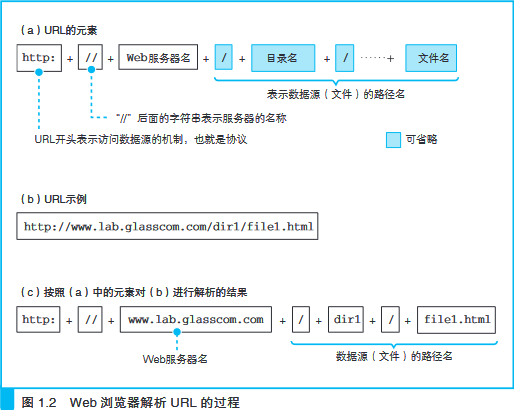 （a）URL的元素
http: + // + Web服务器名 + / + 目录名 + / ……+ 文件名
表示数据源（文件）的路径名
“//”后面的字符串表示服务器的名称
URL开头表示访问数据源的机制，也就是协议
可省略
（b）URL示例
http://www.lab.glasscom.com/dir1/file1.html
（c）按照（a）中的元素对（b）进行解析的结果
http: + // + www.lab.glasscom.com + / + dir1 + / + file1.html
Web服务器名
数据源（文件）的路径名
图 1.2 Web 浏览器解析 URL 的过程